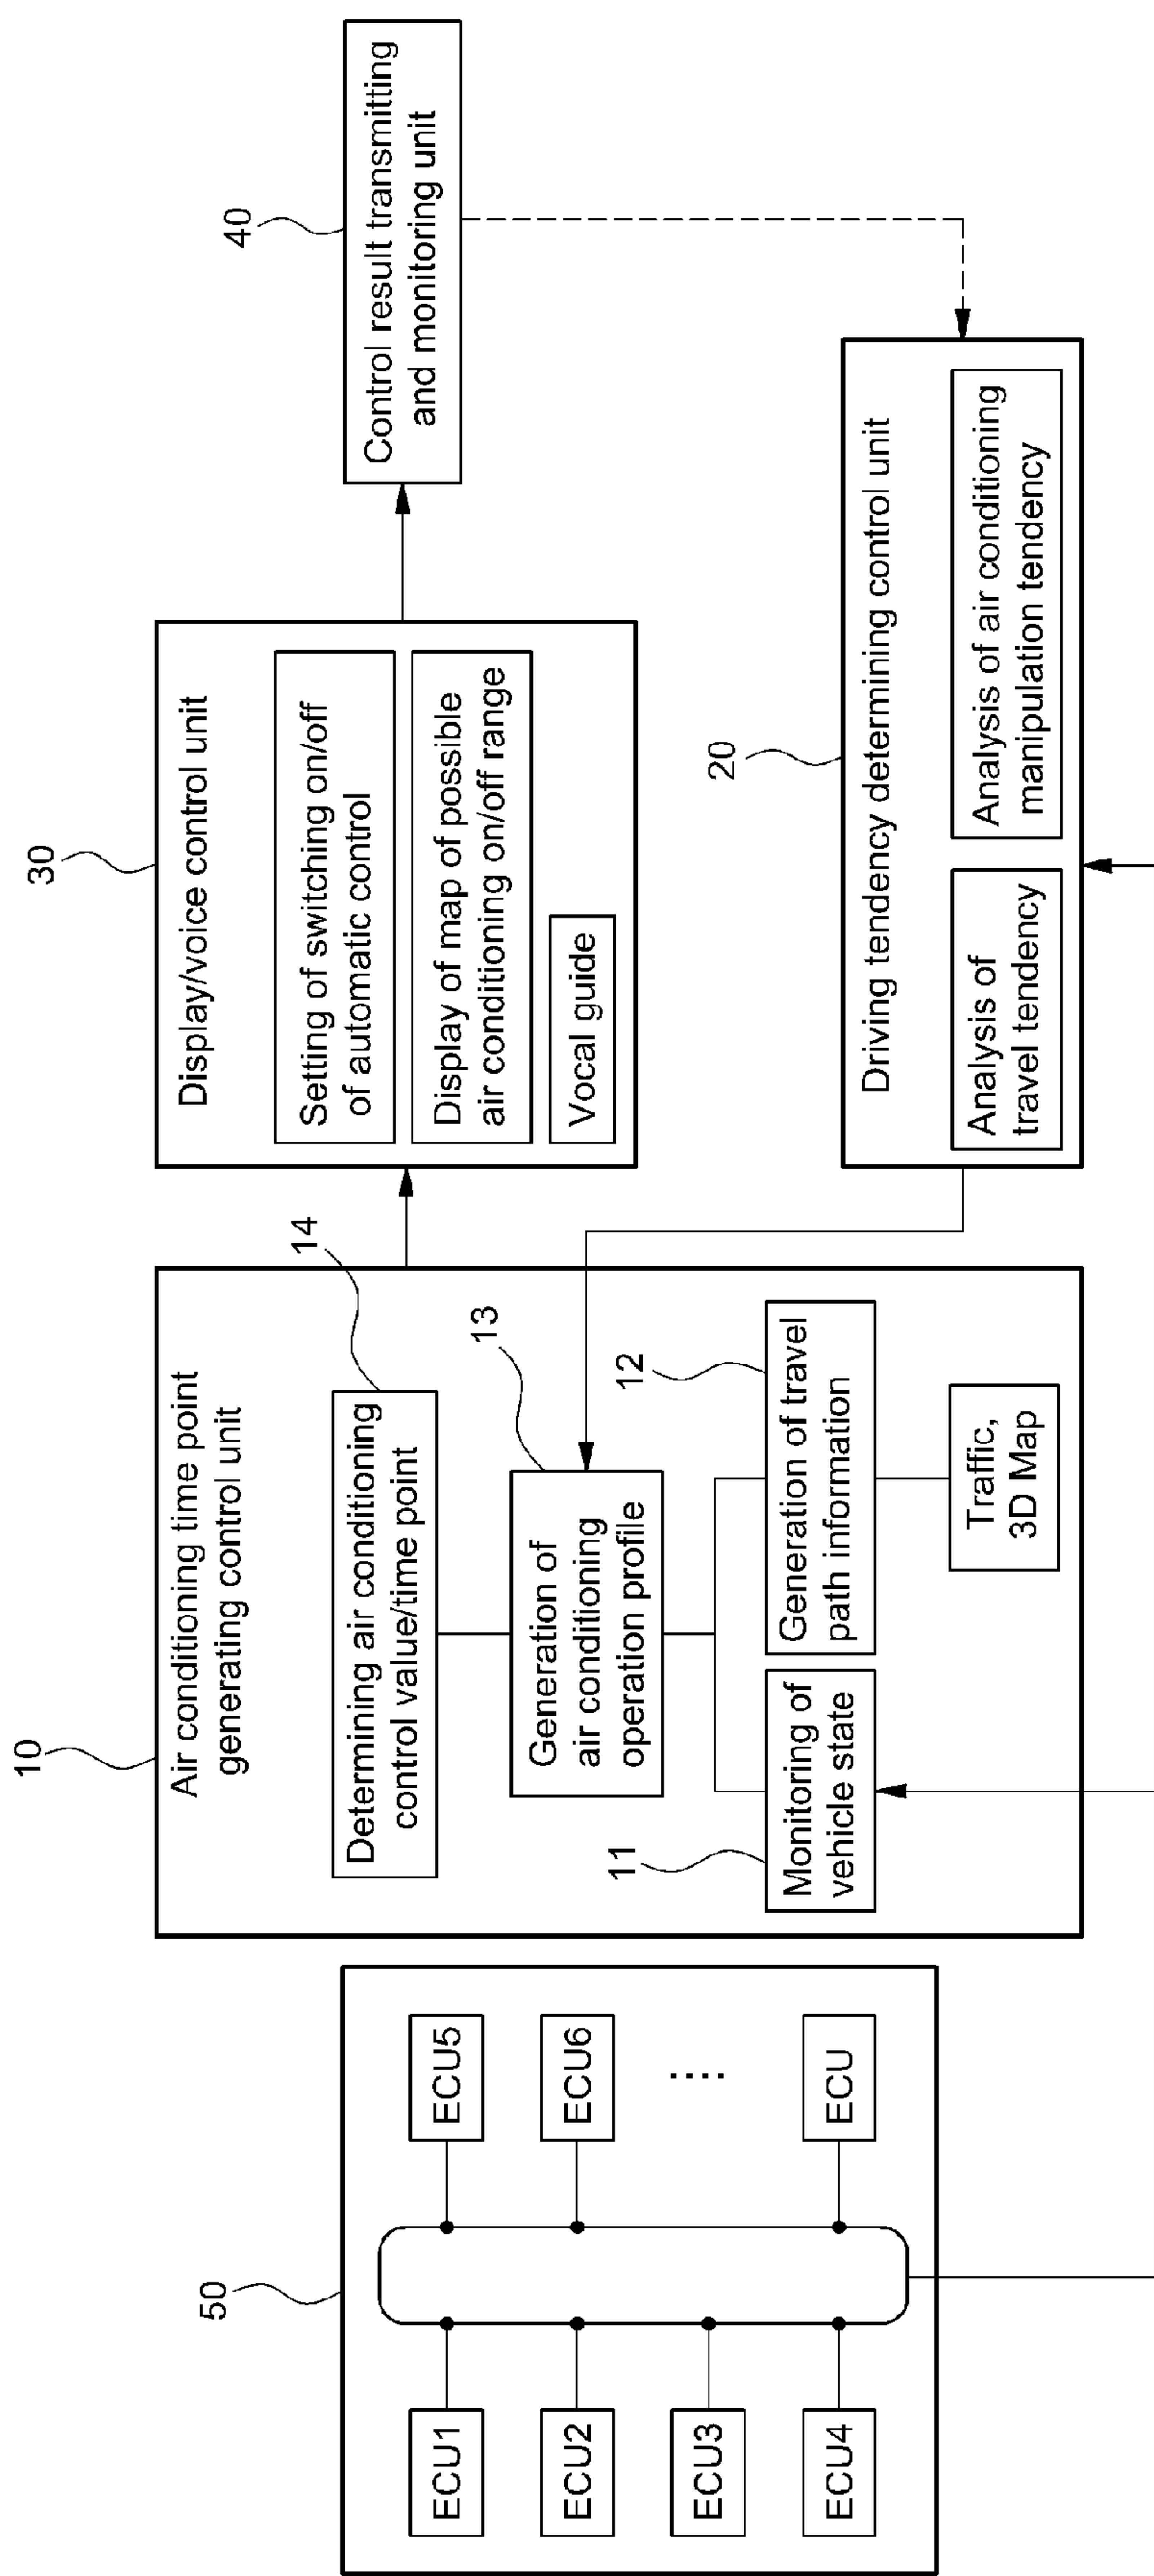 50
ECU1
ECU2
ECU3
ECU4
ECU5
ECU6
....
ECU
10
Air conditioning time point
generating control unit
14
Determining air conditioning
control value/time point
13
Generation of
air conditioning
operation profile
11
Monitoring of
vehicle state
12
Generation of travel
path information
Traffic,
3D Map
30
Display/voice control unit
Setting of switching on/off
of automatic control
Display of map of possible
air conditioning on/off range
Vocal guide
20
Driving tendency determining control unit
Analysis of
travel tendency
Analysis of air conditioning
manipulation tendency
40
Control result transmitting
and monitoring unit